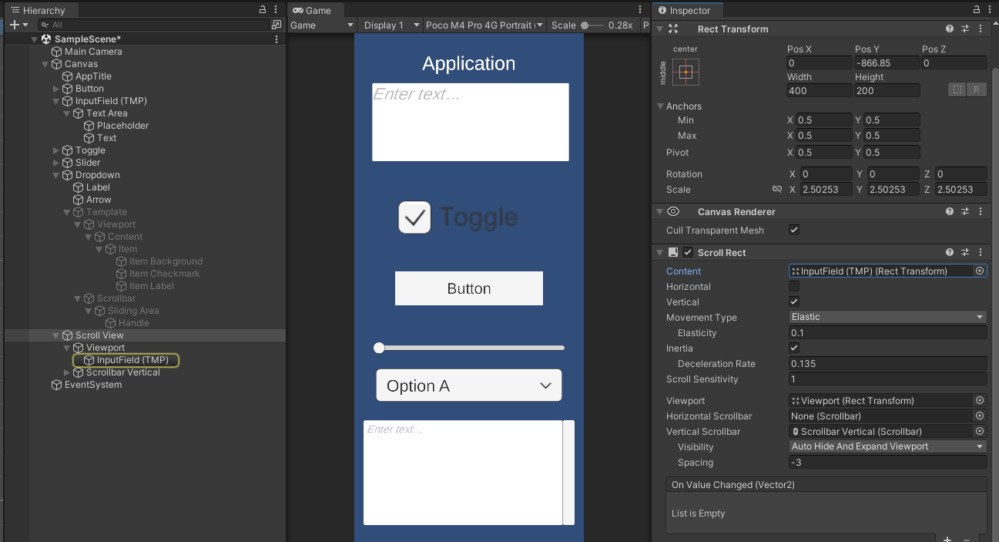 Hierarchy
All
SampleScene*
Main Camera
Canvas
AppTitle
Button
InputField (TMP)
Text Area
Placeholder
Text
Toggle
Slider
Dropdown
Label
Arrow
Template
Viewport
Content
Item
Item Background
Item Checkmark
Item Label
Scrollbar
Sliding Area
Handle
Scroll View
Viewport
InputField (TMP)
Scrollbar Vertical
EventSystem
Game
Game Display 1 Poco M4 Pro 4G Portrait ( Scale 0.28x P
Application
Enter text...
Toggle
Button
Option A
Enter text...
Inspector
Rect Transform
center
middle
Pos X Pos Y Pos Z
0 -866.85 0
Width Height
400 200 R
Anchors
Min X 0.5 Y 0.5
Max X 0.5 Y 0.5
Pivot X 0.5 Y 0.5
Rotation X 0 Y 0 Z 0
Scale X 2.50253 Y 2.50253 Z 2.50253
Canvas Renderer
Cull Transparent Mesh
Scroll Rect
Content InputField (TMP) (Rect Transform)
Horizontal
Vertical
Movement Type Elastic
Elasticity 0.1
Inertia
Deceleration Rate 0.135
Scroll Sensitivity 1
Viewport Viewport (Rect Transform)
Horizontal Scrollbar None (Scrollbar)
Vertical Scrollbar Scrollbar Vertical (Scrollbar)
Visibility Auto Hide And Expand Viewport
Spacing -3
On Value Changed (Vector2)
List is Empty